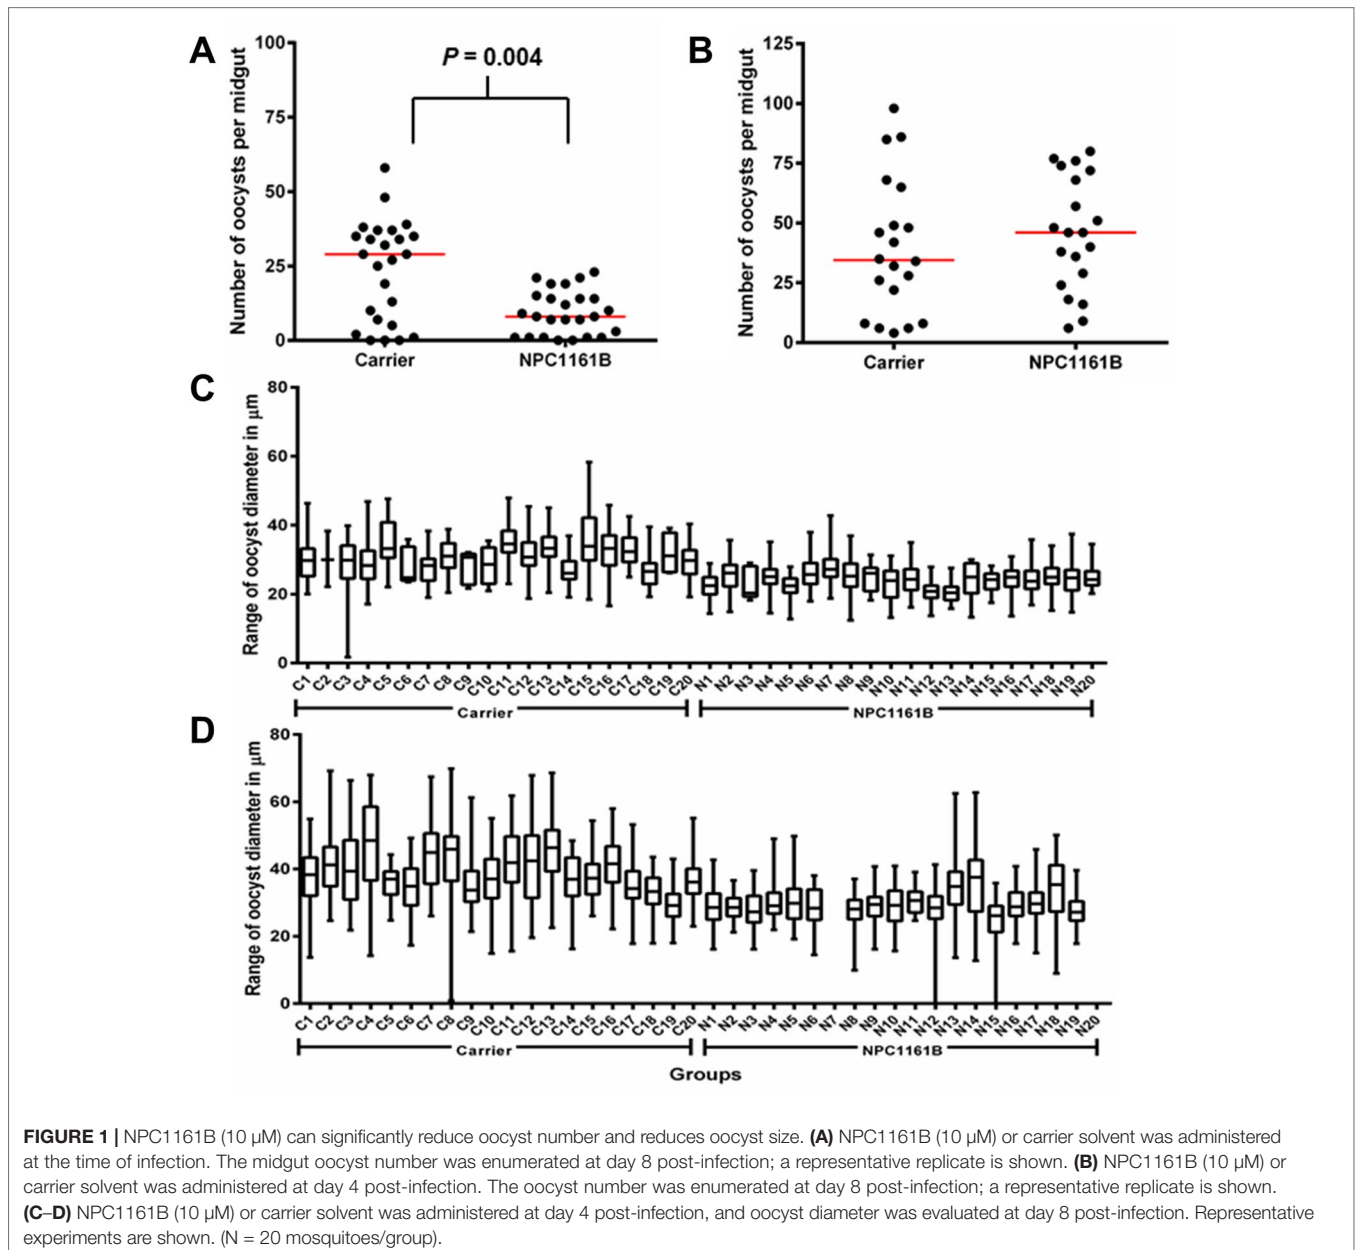 A
B
P = 0.004
Number of oocysts per midgut
100
75
50
25
0
Carrier
NPC1161B
Number of oocysts per midgut
125
100
75
50
25
0
Carrier
NPC1161B
C
Range of oocyst diameter in µm
80
60
40
20
0
C1 C2 C3 C4 C5 C6 C7 C8 C9 C10 C11 C12 C13 C14 C15 C16 C17 C18 C19 C20 N1 N2 N3 N4 N5 N6 N7 N8 N9 N10 N11 N12 N13 N14 N15 N16 N17 N18 N19 N20
Carrier
NPC1161B
D
Range of oocyst diameter in µm
80
60
40
20
0
C1 C2 C3 C4 C5 C6 C7 C8 C9 C10 C11 C12 C13 C14 C15 C16 C17 C18 C19 C20 N1 N2 N3 N4 N5 N6 N7 N8 N9 N10 N11 N12 N13 N14 N15 N16 N17 N18 N19 N20
Carrier
NPC1161B
Groups
FIGURE 1 | NPC1161B (10 µM) can significantly reduce oocyst number and reduces oocyst size. (A) NPC1161B (10 µM) or carrier solvent was administered
at the time of infection. The midgut oocyst number was enumerated at day 8 post-infection; a representative replicate is shown. (B) NPC1161B (10 µM) or
carrier solvent was administered at day 4 post-infection. The oocyst number was enumerated at day 8 post-infection; a representative replicate is shown.
(C–D) NPC1161B (10 µM) or carrier solvent was administered at day 4 post-infection, and oocyst diameter was evaluated at day 8 post-infection. Representative
experiments are shown. (N = 20 mosquitoes/group).